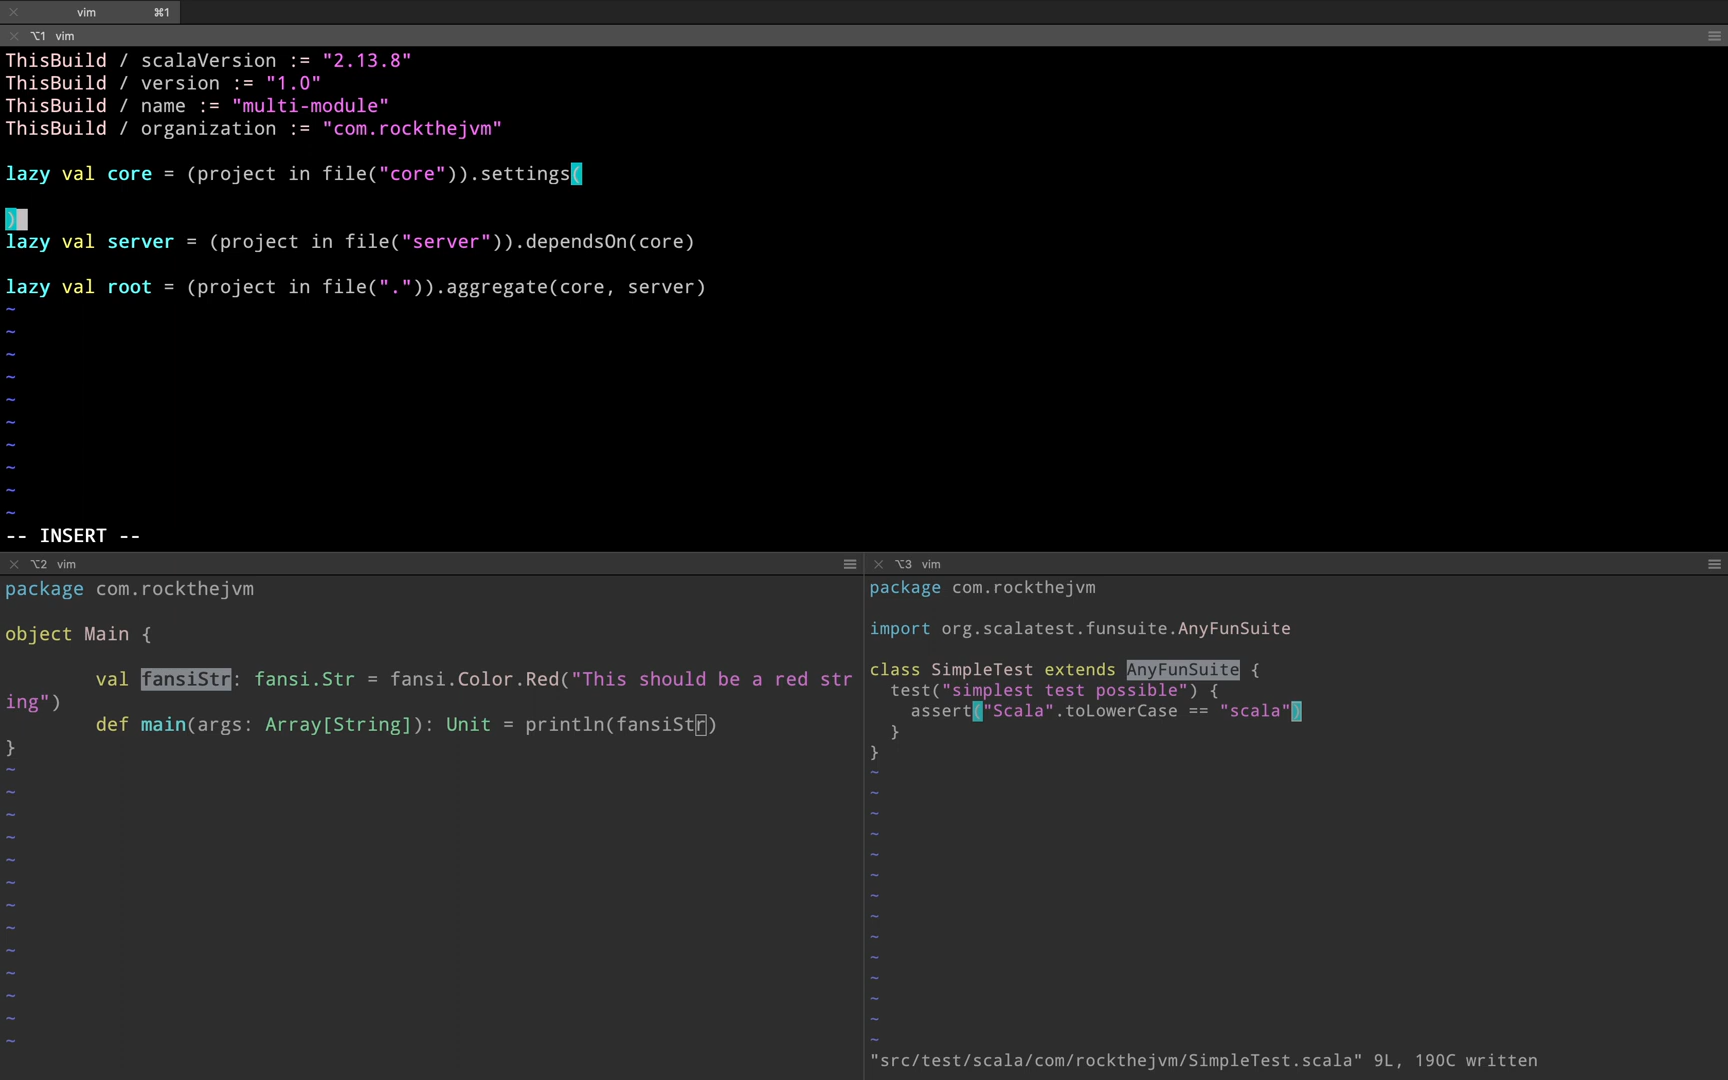 vim ⌘1
⌥1 vim
ThisBuild / scalaVersion := "2.13.8"
ThisBuild / version := "1.0"
ThisBuild / name := "multi-module"
ThisBuild / organization := "com.rockthejvm"
lazy val core = (project in file("core")).settings(
)
lazy val server = (project in file("server")).dependsOn(core)
lazy val root = (project in file(".")).aggregate(core, server)
~
~
~
~
~
~
~
~
~
~
-- INSERT --
⌥2 vim
package com.rockthejvm
object Main {
val fansiStr: fansi.Str = fansi.Color.Red("This should be a red str
ing")
def main(args: Array[String]): Unit = println(fansiStr)
}
~
~
~
~
~
~
~
~
~
~
~
~
~
⌥3 vim
package com.rockthejvm
import org.scalatest.funsuite.AnyFunSuite
class SimpleTest extends AnyFunSuite {
test("simplest test possible") {
assert("Scala".toLowerCase == "scala")
}
}
~
~
~
~
~
~
~
~
~
~
~
~
~
~
"src/test/scala/com/rockthejvm/SimpleTest.scala" 9L, 190C written